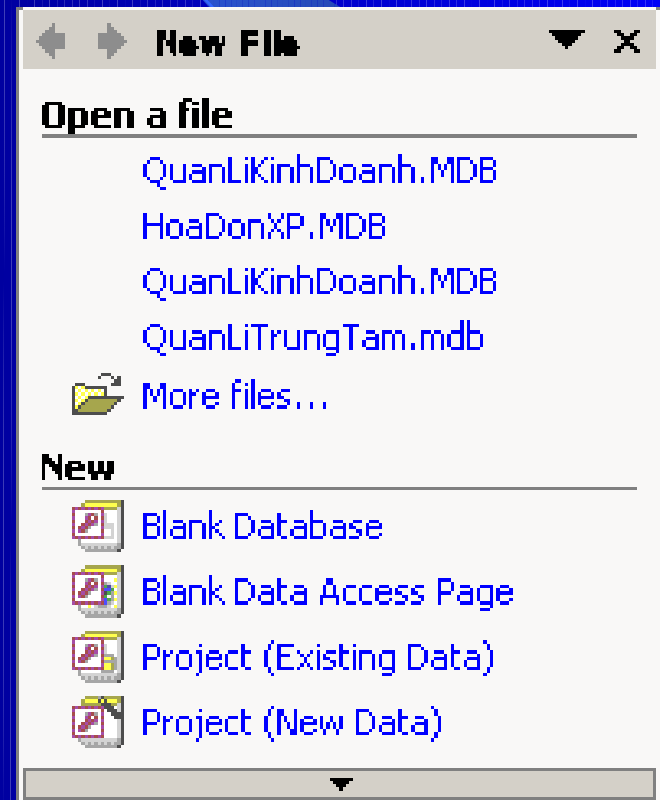 New File
Open a file
QuanLiKinhDoanh.MDB
HoaDonXP.MDB
QuanLiKinhDoanh.MDB
QuanLiTrungTam.mdb
More files...
New
Blank Database
Blank Data Access Page
Project (Existing Data)
Project (New Data)